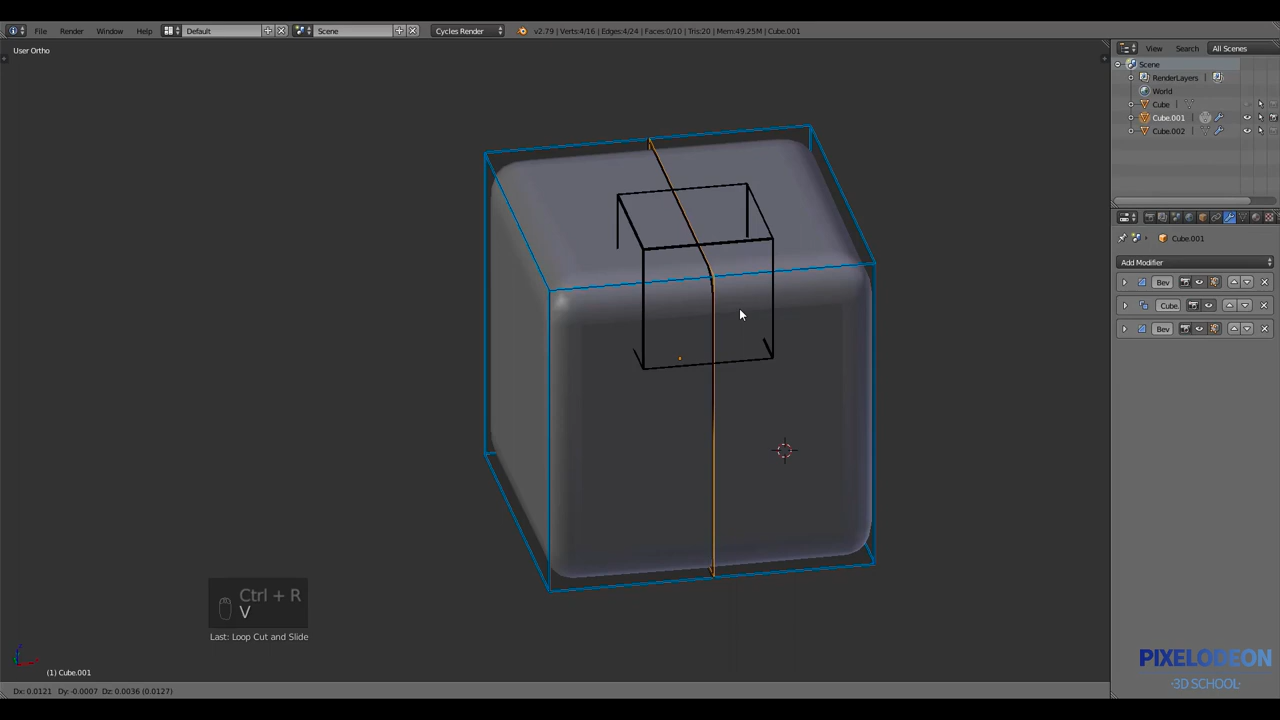 File Render Window Help Default Scene Cycles Render v2.79 | Verts:4/16 | Edges:4/24 | Faces:0/10 | Tris:20 | Mem:49.25M | Cube.001
User Ortho
View Search All Scenes
Scene
RenderLayers |
World
Cube |
Cube.001 |
Cube.002 |
Cube.001
Add Modifier
Bev
Cube.
Bev
Ctrl + R
V
Last: Loop Cut and Slide
(1) Cube.001
Dx: 0.0121 Dy: -0.0007 Dz: 0.0036 (0.0127)
PIXELODEON
·3D SCHOOL·